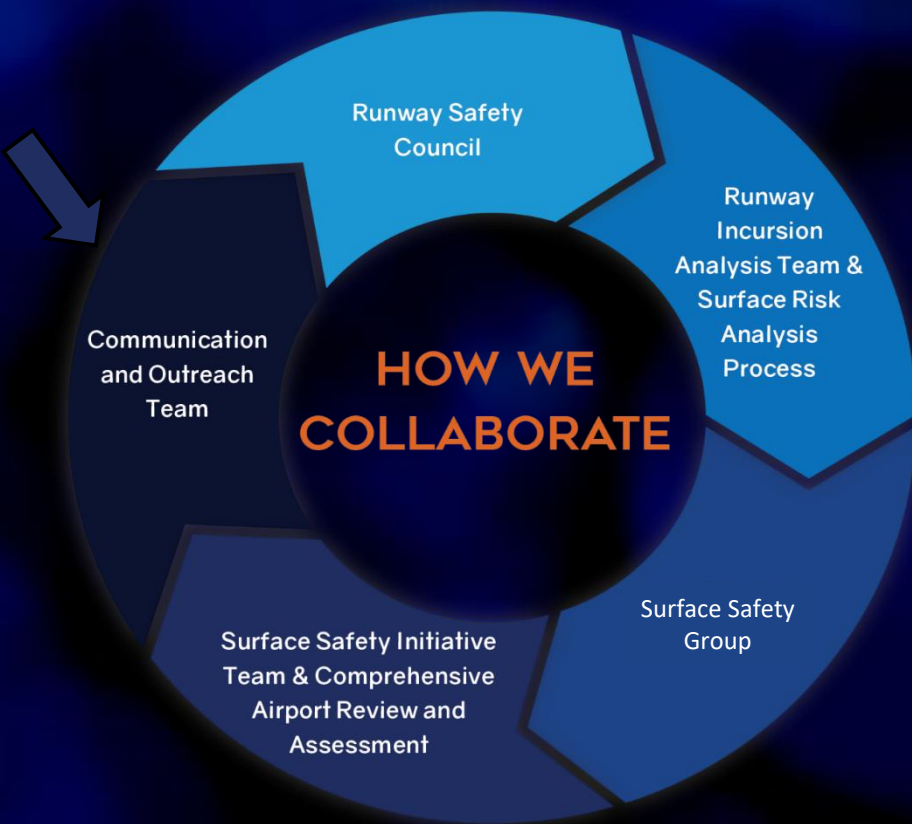 Runway Safety
Council
Runway
Incursion
Analysis Team &
Surface Risk
Analysis
Process
Communication
and Outreach
Team
HOW WE
COLLABORATE
Surface Safety
Group
Surface Safety Initiative
Team & Comprehensive
Airport Review and
Assessment